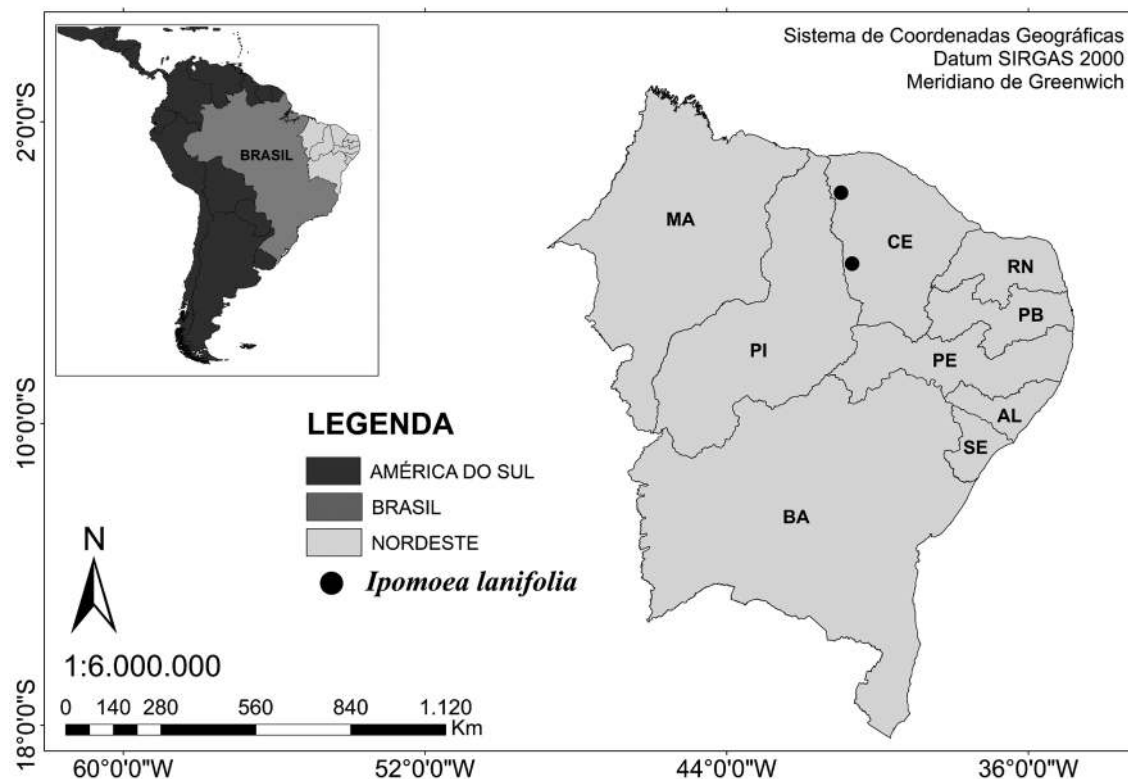 Sistema de Coordenadas Geográficas
Datum SIRGAS 2000
Meridiano de Greenwich
2°0'0"S
10°0'0"S
18°0'0"S
BRASIL
MA
CE
RN
PB
PI
PE
AL
SE
BA
LEGENDA
AMÉRICA DO SUL
BRASIL
NORDESTE
Ipomoea lanifolia
N
1:6.000.000
0 140 280 560 840 1.120
Km
60°0'0"W 52°0'0"W 44°0'0"W 36°0'0"W